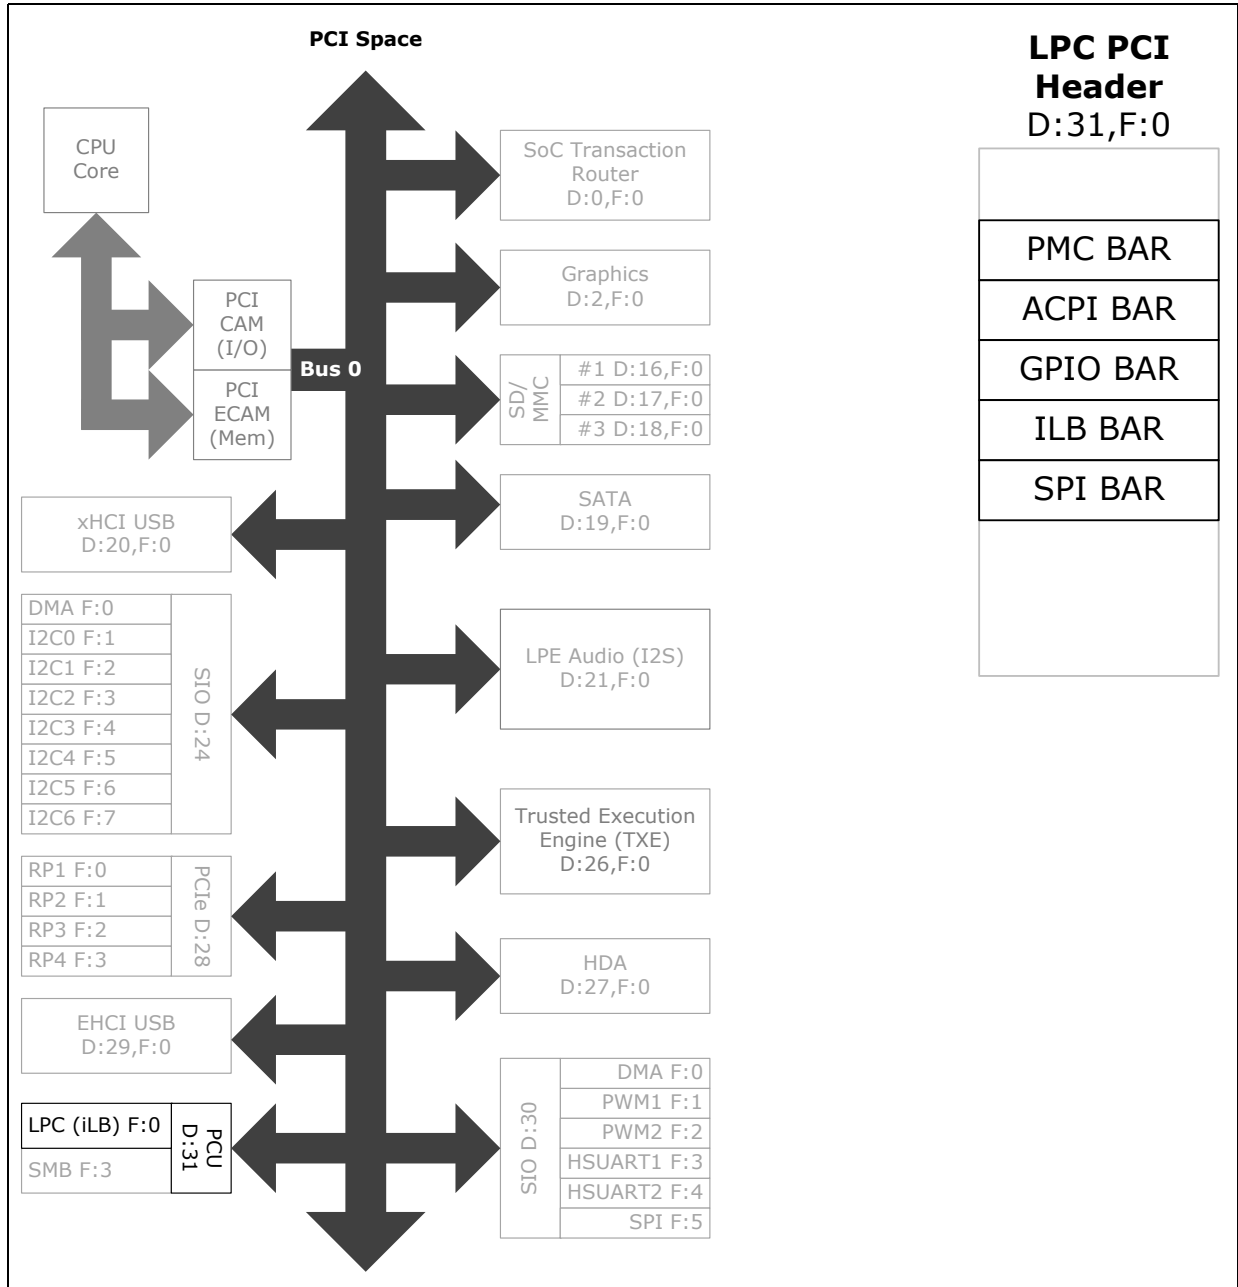 PCI Space
LPC PCI
Header
D:31,F:0
PMC BAR
ACPI BAR
GPIO BAR
ILB BAR
SPI BAR
CPU
Core
PCI
CAM
(I/O)
PCI
ECAM
(Mem)
Bus 0
SoC Transaction
Router
D:0,F:0
Graphics
D:2,F:0
SD/
MMC
#1 D:16,F:0
#2 D:17,F:0
#3 D:18,F:0
SATA
D:19,F:0
xHCI USB
D:20,F:0
DMA F:0
I2C0 F:1
I2C1 F:2
I2C2 F:3
I2C3 F:4
I2C4 F:5
I2C5 F:6
I2C6 F:7
SIO D:24
LPE Audio (I2S)
D:21,F:0
Trusted Execution
Engine (TXE)
D:26,F:0
RP1 F:0
RP2 F:1
RP3 F:2
RP4 F:3
PCIe D:28
HDA
D:27,F:0
EHCI USB
D:29,F:0
LPC (iLB) F:0
SMB F:3
PCU
D:31
SIO D:30
DMA F:0
PWM1 F:1
PWM2 F:2
HSUART1 F:3
HSUART2 F:4
SPI F:5